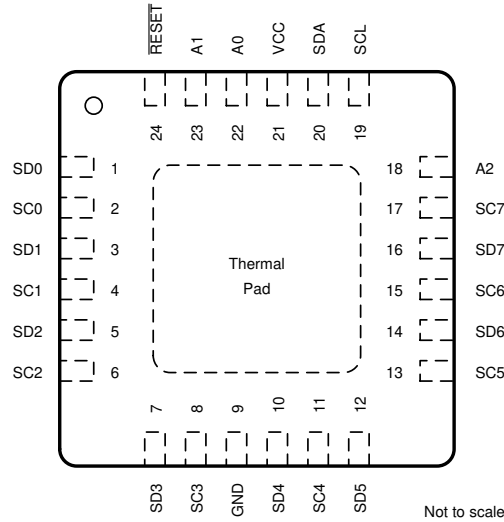 RESET A1 A0 VCC SDA SCL
24 23 22 21 20 19
SD0 1 18 A2
SC0 2 17 SC7
SD1 3 16 SD7
Thermal
SC1 4 15 SC6
Pad
SD2 5 14 SD6
SC2 6 13 SC5
7 8 9 10 11 12
SD3 SC3 GND SD4 SC4 SD5
Not to scale